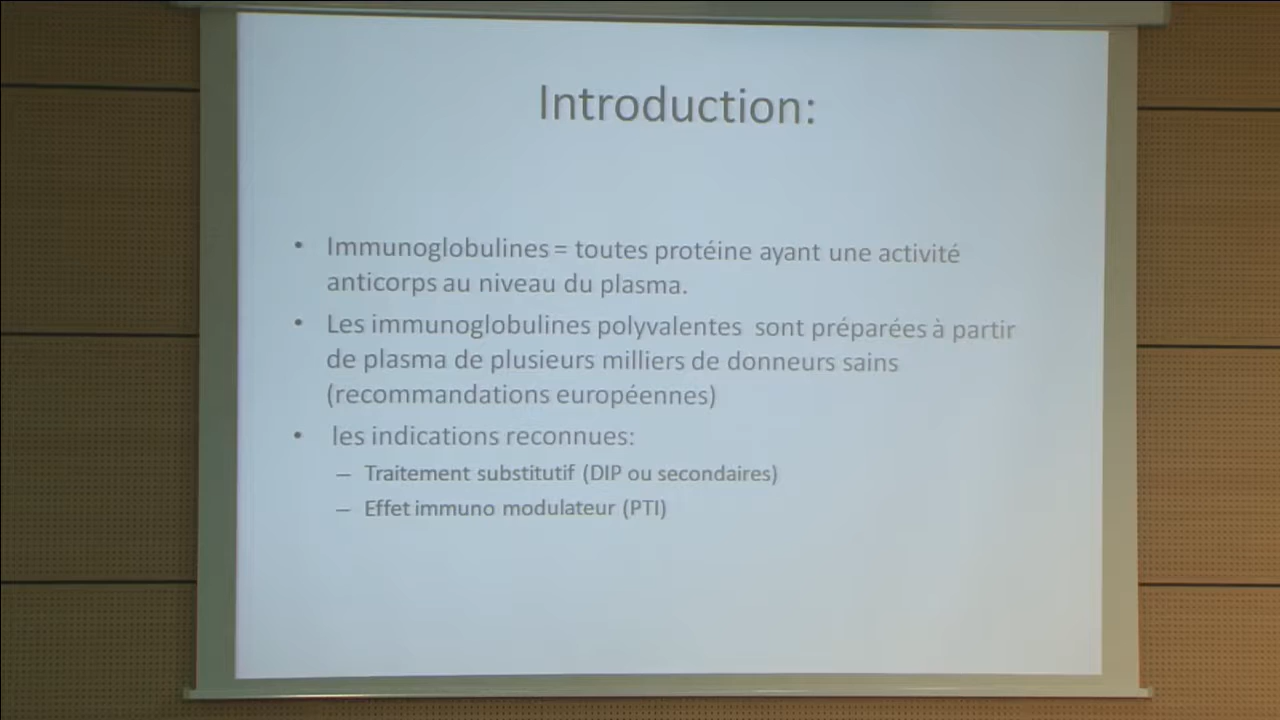 Introduction:
• Immunoglobulines = toutes protéine ayant une activité
anticorps au niveau du plasma.
• Les immunoglobulines polyvalentes sont préparées à partir
de plasma de plusieurs milliers de donneurs sains
(recommandations européennes)
• les indications reconnues:
– Traitement substitutif (DIP ou secondaires)
– Effet immuno modulateur (PTI)